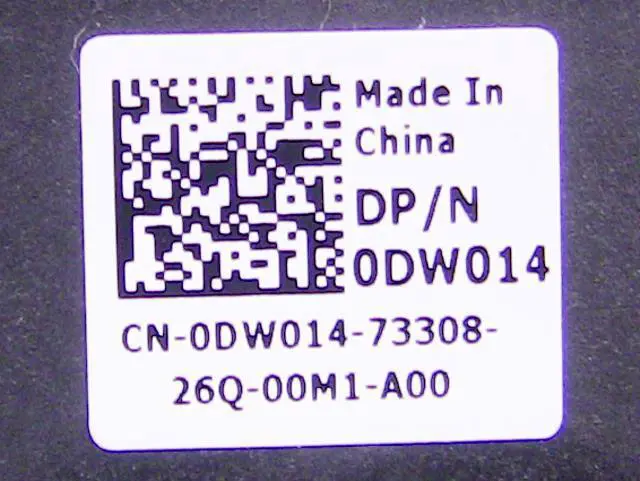 Made In
China
DP/N
0DW014
CN-0DW014-73308-
26Q-00M1-A00